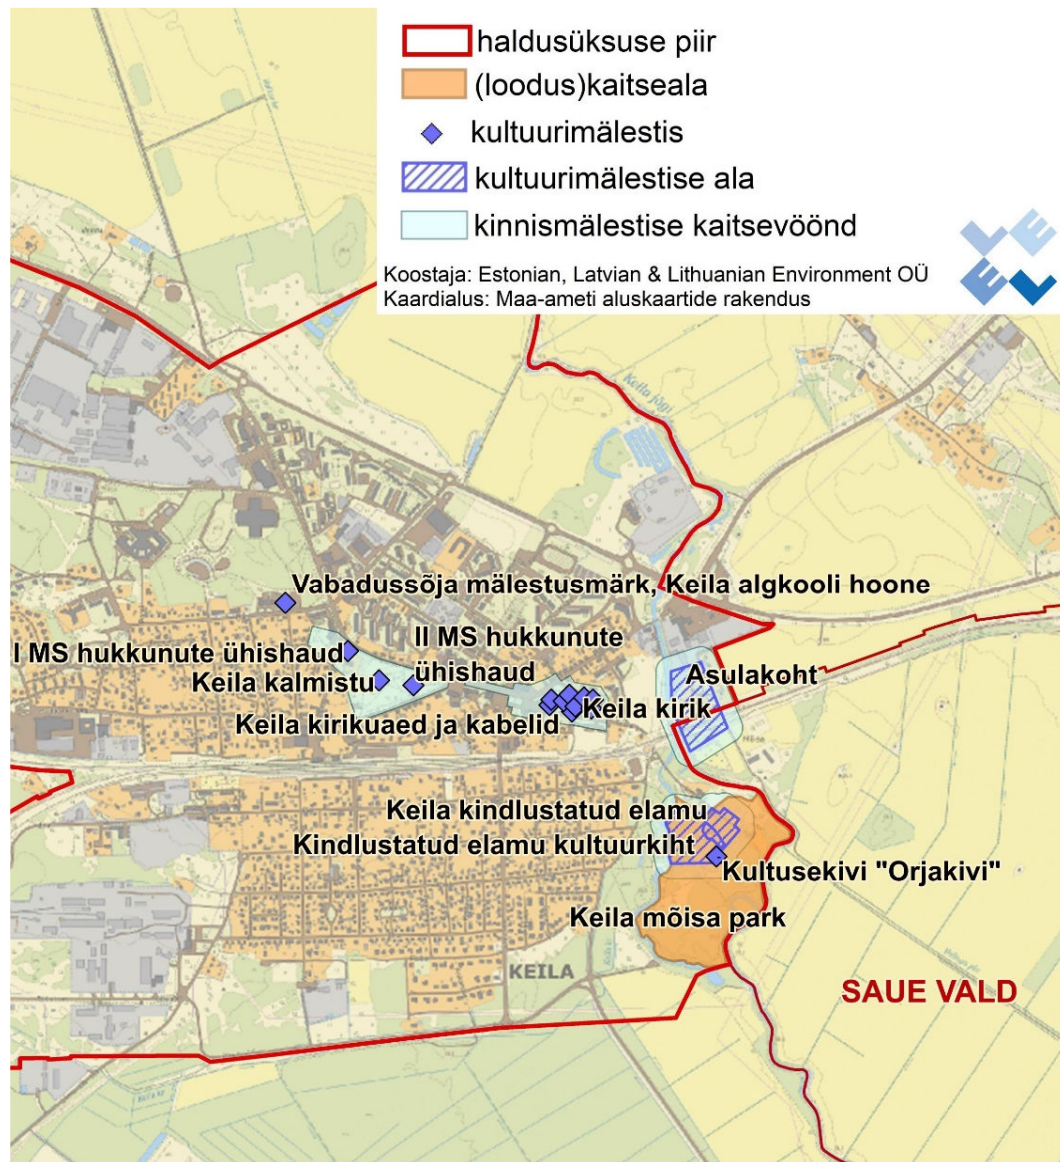 haldusüksuse piir
(loodus)kaitseala
kultuurimälestis
kultuurimälestise ala
kinnismälestise kaitsevöönd
Koostaja: Estonian, Latvian & Lithuanian Environment OÜ
Kaardialus: Maa-ameti aluskaartide rakendus
Keila jõgi
Vabadussõja mälestusmärk, Keila algkooli hoone
II MS hukkunute
ühishaud
I MS hukkunute ühishaud
Keila kalmistu
Asulakoht
Keila kirik
Keila kirikuaed ja kabelid
Keila kindlustatud elamu
Kindlustatud elamu kultuurkiht
Kultusekivi "Orjakivi"
Keila mõisa park
KEILA
SAUE VALD